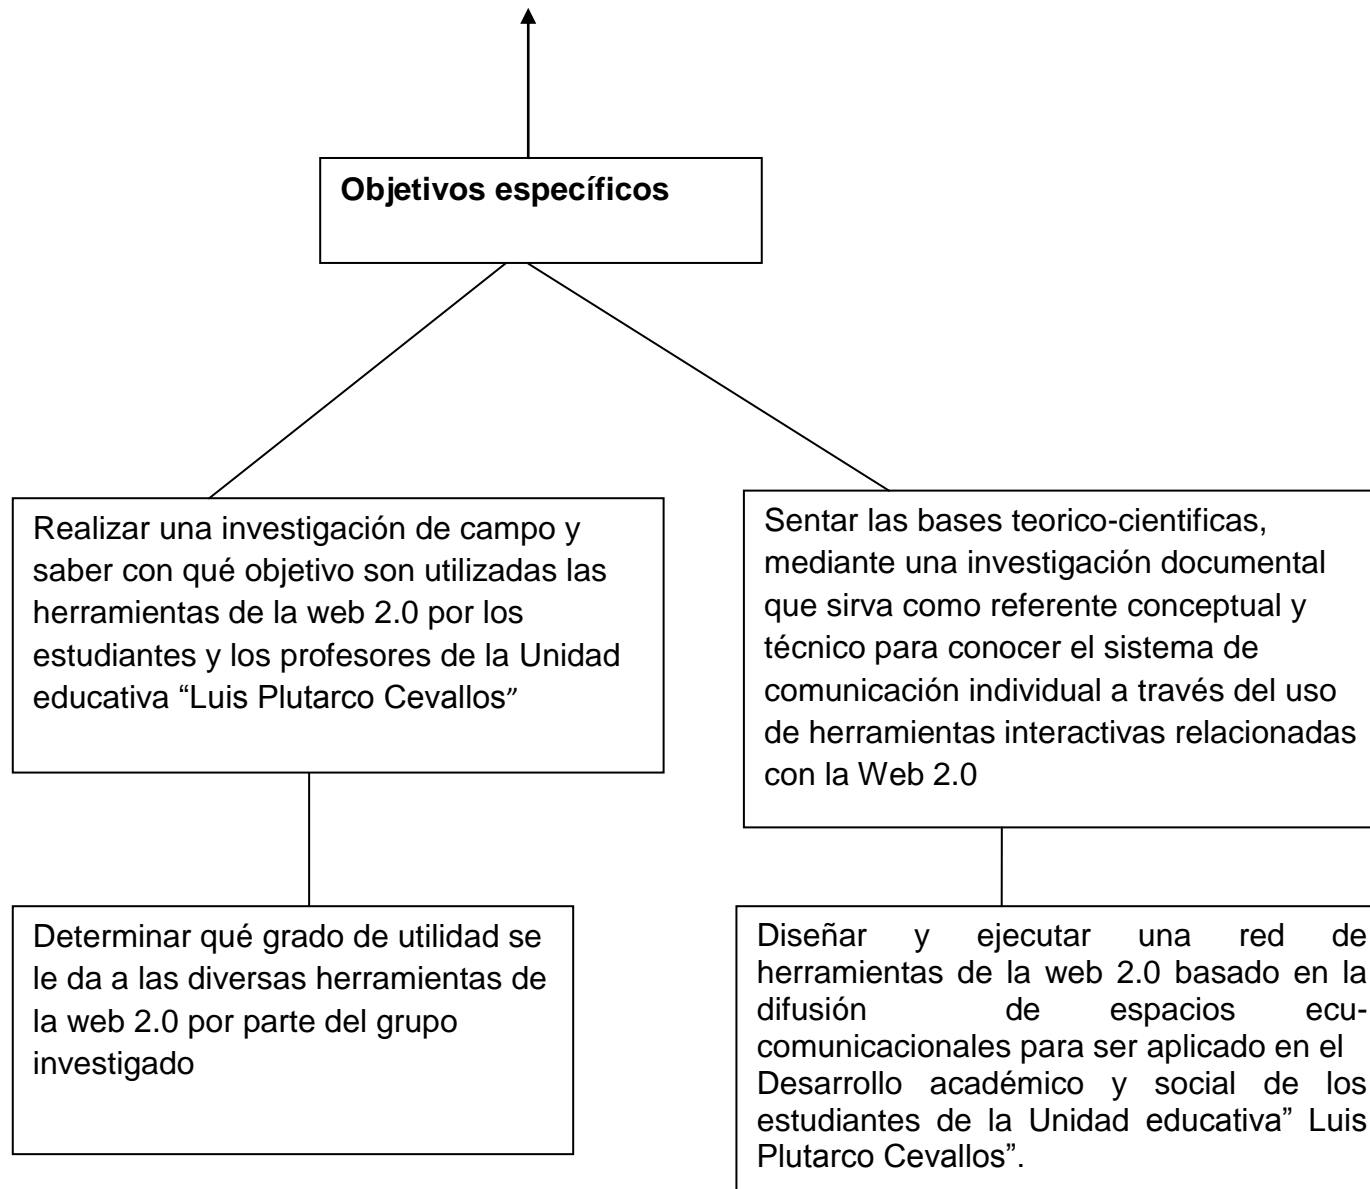 Objetivos específicos
Realizar una investigación de campo y
saber con qué objetivo son utilizadas las
herramientas de la web 2.0 por los
estudiantes y los profesores de la Unidad
educativa “Luis Plutarco Cevallos”
Sentar las bases teorico-cientificas,
mediante una investigación documental
que sirva como referente conceptual y
técnico para conocer el sistema de
comunicación individual a través del uso
de herramientas interactivas relacionadas
con la Web 2.0
Determinar qué grado de utilidad se
le da a las diversas herramientas de
la web 2.0 por parte del grupo
investigado
Diseñar y ejecutar una red de
herramientas de la web 2.0 basado en la
difusión de espacios ecu-
comunicacionales para ser aplicado en el
Desarrollo académico y social de los
estudiantes de la Unidad educativa” Luis
Plutarco Cevallos”.